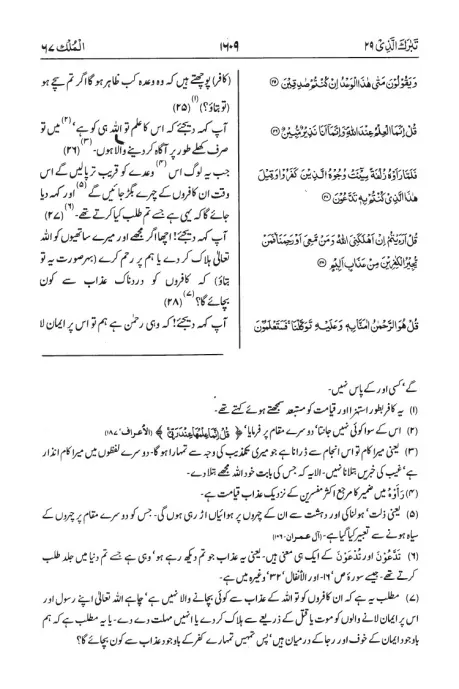 تبارك الذي ۲۹
۱۶۰۹
الملك ۶۷
وَيَقُولُونَ مَتَى هَذَا الْوَعْدُ إِنْ كُنْتُمْ صَدِقِينَ
قُلْ إِنَّمَا الْعِلْمُ عِنْدَ اللَّهِ وَإِنَّمَا أَنَا نَذِيرٌ مُّبِينٌ
فَلَمَّا رَأَوْهُ زُلْفَةً سِيئَتْ وُجُوهُ الَّذِينَ كَفَرُوا وَقِيلَ
هَذَا الَّذِي كُنْتُمْ بِهِ تَدَّعُونَ
قُلْ أَرَءَيْتُمْ إِنْ أَهْلَكَنِيَ اللَّهُ وَمَنْ مَّعِيَ أَوْ رَحِمَنَا فَمَنْ
يُجِيرُ الْكَفِرِينَ مِنْ عَذَابٍ أَلِيمٍ
قُلْ هُوَ الرَّحْمَنُ امَنَّا بِهِ وَعَلَيْهِ تَوَكَّلْنَا فَسَتَعْلَمُونَ
(کافر) پوچھتے ہیں کہ وہ وعدہ کب ظاہر ہو گا اگر تم سچے ہو
(تو بتاؤ؟) (۱) (۲۵)
آپ کہہ دیجئے کہ اس کا علم تو اللہ ہی کو ہے، (۲) میں تو
صرف کھلے طور پر آگاہ کر دینے والا ہوں۔ (۳) (۲۶)
جب یہ لوگ اس (۴) وعدے کو قریب تر پالیں گے اس
وقت ان کافروں کے چہرے بگڑ جائیں گے (۵) اور کہہ دیا
جائے گا کہ یہی ہے جسے تم طلب کیا کرتے تھے۔ (۶) (۲۷)
آپ کہہ دیجئے! اچھا اگر مجھے اور میرے ساتھیوں کو اللہ
تعالیٰ ہلاک کر دے یا ہم پر رحم کرے (بہر صورت یہ تو
بتاؤ) کہ کافروں کو دردناک عذاب سے کون
بچائے گا؟ (۷) (۲۸)
آپ کہہ دیجئے! کہ وہی رحمٰن ہے ہم تو اس پر ایمان لا
گے، کسی اور کے پاس نہیں۔
(۱) یہ کافر بطور استہزا اور قیامت کو مستبعد سمجھتے ہوئے کہتے تھے۔
(۲) اس کے سوا کوئی نہیں جانتا، دوسرے مقام پر فرمایا، ﴿ قُلْ إِنَّمَا عِلْمُهَا عِنْدَ رَبِّي ﴾ (الأعراف، ۱۸۷)
(۳) یعنی میرا کام تو اس انجام سے ڈرانا ہے جو میری تکذیب کی وجہ سے تمہارا ہو گا۔ دوسرے لفظوں میں میرا کام انذار
ہے، غیب کی خبریں بتلانا نہیں۔ الا یہ کہ جس کی بابت خود اللہ مجھے بتلا دے۔
(۴) رَأَوْهُ میں ضمیر کا مرجع اکثر مفسرین کے نزدیک عذاب قیامت ہے۔
(۵) یعنی ذلت، ہولناکی اور دہشت سے ان کے چہروں پر ہوائیاں اڑ رہی ہوں گی۔ جس کو دوسرے مقام پر چہروں کے
سیاہ ہونے سے تعبیر کیا گیا ہے۔ (آل عمران-۱۰۶)
(۶) تَدَّعُونَ اور تُدْعَوْنَ کے ایک ہی معنی ہیں۔ یعنی یہ عذاب جو تم دیکھ رہے ہو، وہی ہے جسے تم دنیا میں جلد طلب
کرتے تھے۔ جیسے سورۂ ص، ۱۶۔ اور الأنفال، ۳۲، وغیرہ میں ہے۔
(۷) مطلب یہ ہے کہ ان کافروں کو تو اللہ کے عذاب سے کوئی بچانے والا نہیں ہے، چاہے اللہ تعالیٰ اپنے رسول اور
اس پر ایمان لانے والوں کو موت یا قتل کے ذریعے سے ہلاک کر دے یا انہیں مہلت دے دے۔ یا یہ مطلب ہے کہ ہم
باوجود ایمان کے خوف اور رجا کے درمیان ہیں، پس تمہیں تمہارے کفر کے باوجود عذاب سے کون بچائے گا؟